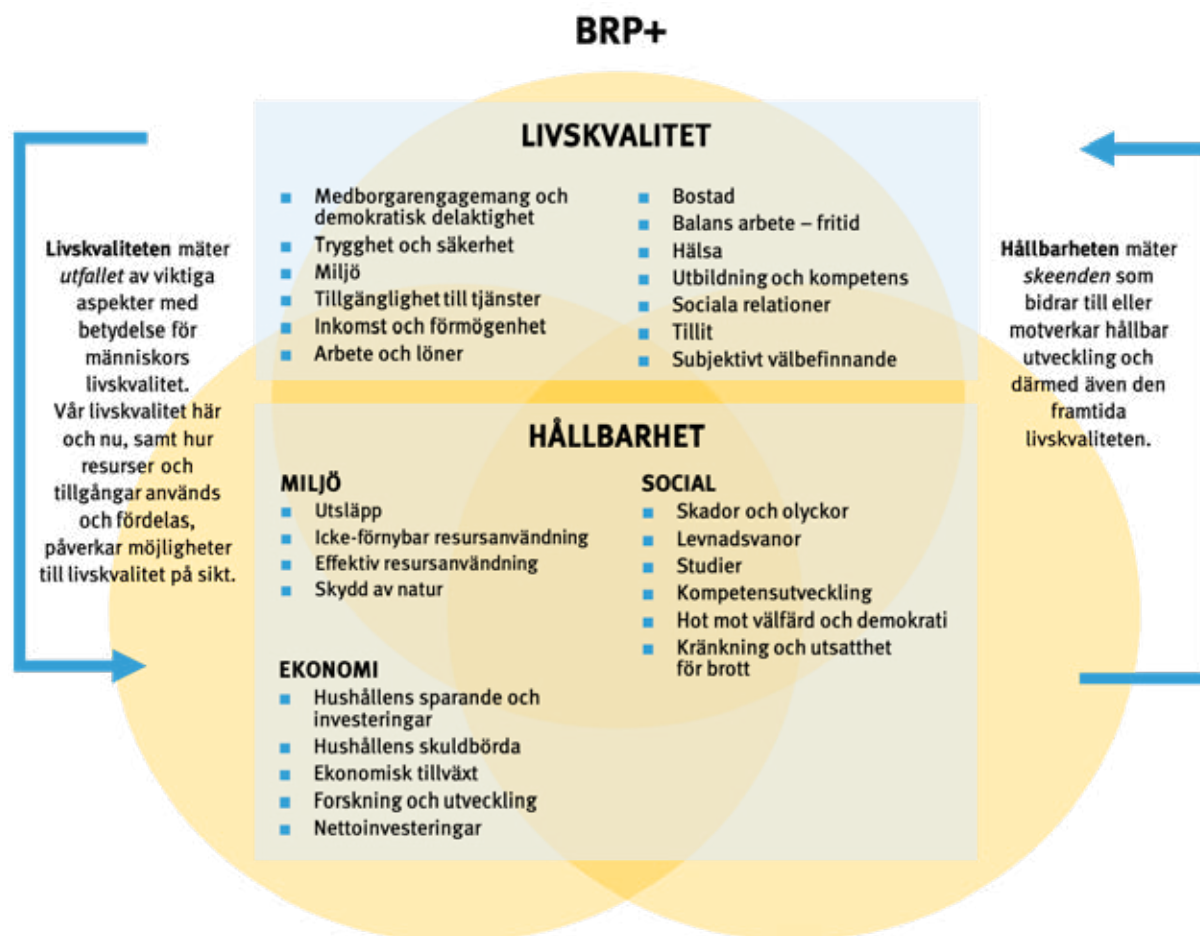 BRP+
LIVSKVALITET
Medborgarengagemang och
demokratisk delaktighet
Trygghet och säkerhet
Miljö
Tillgänglighet till tjänster
Inkomst och förmögenhet
Arbete och löner
Bostad
Balans arbete – fritid
Hälsa
Utbildning och kompetens
Sociala relationer
Tillit
Subjektivt välbefinnande
Livskvaliteten mäter
utfallet av viktiga
aspekter med
betydelse för
människors
livskvalitet.
Vår livskvalitet här
och nu, samt hur
resurser och
tillgångar används
och fördelas,
påverkar möjligheter
till livskvalitet på sikt.
Hållbarheten mäter
skeenden som
bidrar till eller
motverkar hållbar
utveckling och
därmed även den
framtida
livskvaliteten.
HÅLLBARHET
MILJÖ
Utsläpp
Icke-förnybar resursanvändning
Effektiv resursanvändning
Skydd av natur
EKONOMI
Hushållens sparande och
investeringar
Hushållens skuldbörda
Ekonomisk tillväxt
Forskning och utveckling
Nettoinvesteringar
SOCIAL
Skador och olyckor
Levnadsvanor
Studier
Kompetensutveckling
Hot mot välfärd och demokrati
Kränkning och utsatthet
för brott